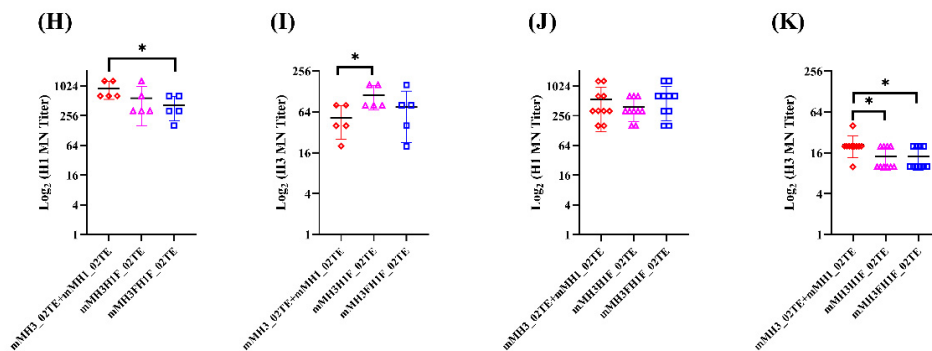 (H)
*
Log2 (H1 MN Titer)
1024
256
64
16
4
1
mMH3_02TE+mMH1_02TE
mMH3H1F_02TE
mMH3FH1F_02TE
(I)
*
Log2 (H3 MN Titer)
256
64
16
4
1
mMH3_02TE+mMH1_02TE
mMH3H1F_02TE
mMH3FH1F_02TE
(J)
Log2 (H1 MN Titer)
1024
256
64
16
4
1
mMH3_02TE+mMH1_02TE
mMH3H1F_02TE
mMH3FH1F_02TE
(K)
*
*
Log2 (H3 MN Titer)
256
64
16
4
1
mMH3_02TE+mMH1_02TE
mMH3H1F_02TE
mMH3FH1F_02TE